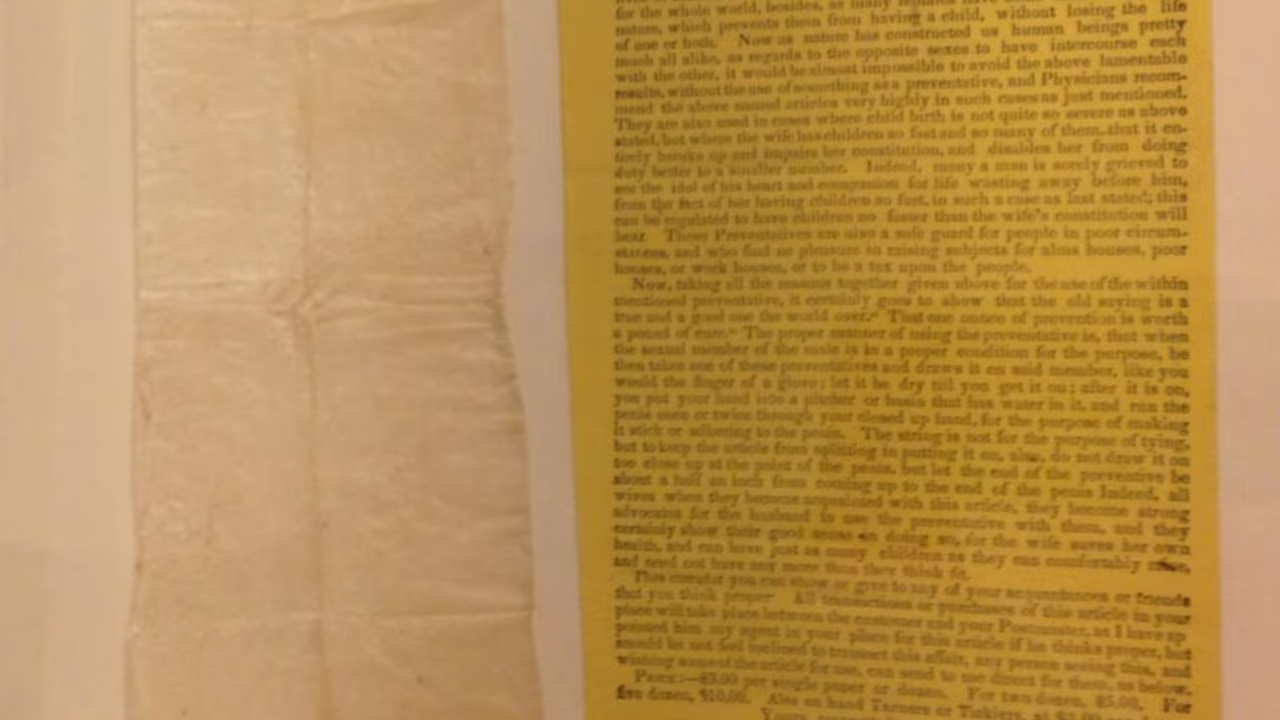 for the whole world, besides, as many females have
nature, which prevents them from having a child, without losing the life
of one or both. Now as nature has constructed us human beings pretty
much all alike, as regards to the opposite sexes to have intercourse each
with the other, it would be almost impossible to avoid the above lamentable
results, without the use of something as a preventative, and Physicians recom-
mend the above named articles very highly in such cases as just mentioned.
They are also used in cases where child birth is not quite so severe as above
stated, but where the wife has children so fast and so many of them, that it en-
tirely breaks up and impairs her constitution, and disables her from doing
duty better to a smaller number. Indeed, many a man is sorely grieved to
see the idol of his heart and companion for life wasting away before him,
from the fact of her having children so fast, in such a case as last stated; this
can be regulated to have children no faster than the wife's constitution will
bear These Preventatives are also a safe guard for people in poor circum-
stances, and who find no pleasure in raising subjects for alms houses, poor
houses, or work houses, or to be a tax upon the people.
Now, taking all the reasons together given above for the use of the within
mentioned preventative, it certainly goes to show that the old saying is a
true and a good one the world over." That one ounce of prevention is worth
a pound of cure." The proper manner of using the preventative is, that when
the sexual member of the male is in a proper condition for the purpose, he
then takes one of these preventatives and draws it on said member, like you
would the finger of a glove; let it be dry till you get it on; after it is on,
you put your hand into a pitcher or basin that has water in it, and run the
penis once or twice through your closed up hand, for the purpose of making
it stick or adhering to the penis. The string is not for the purpose of tying,
but to keep the article from splitting in putting it on, also, do not draw it on
too close up at the point of the penis, but let the end of the preventive be
about a half an inch from coming up to the end of the penis Indeed, all
wives when they become acquainted with this article, they become strong
advocates for the husband to use the preventative with them, and they
certainly show their good sense in doing so, for the wife saves her own
health, and can have just as many children as they can comfortably raise,
and need not have any more than they think fit.
This circular you can show or give to any of your acquaintances or friends
that you think proper All transactions or purchases of this article in your
place will take place between the customer and your Postmaster, as I have ap
pointed him my agent in your place for this article if he thinks proper, but
should he not feel inclined to transact this affair, any person seeing this, and
wishing some of the article for use, can send to me direct for them, as below.
PRICE:—$3.00 per single paper or dozen. For two dozen, $5.00. For
five dozen, $10.00. Also on hand Ticklers, at
Yours,